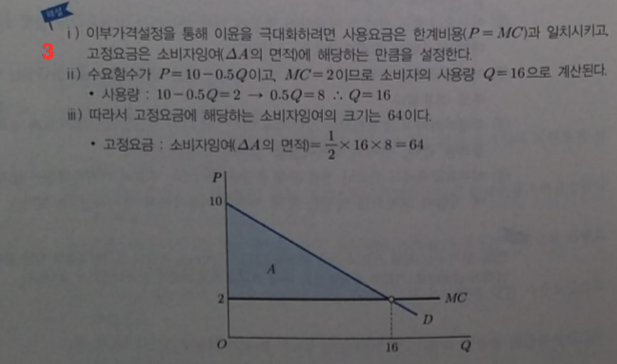 해설
3
ⅰ) 이부가격설정을 통해 이윤을 극대화하려면 사용요금은 한계비용(P=MC)과 일치시키고,
고정요금은 소비자잉여(ΔA의 면적)에 해당하는 만큼을 설정한다.
ⅱ) 수요함수가 P=10-0.5Q이고, MC=2이므로 소비자의 사용량 Q=16으로 계산된다.
• 사용량 : 10-0.5Q=2 → 0.5Q=8 ∴ Q=16
ⅲ) 따라서 고정요금에 해당하는 소비자잉여의 크기는 64이다.
• 고정요금 : 소비자잉여(ΔA의 면적)=1/2×16×8=64
P
10
A
2
MC
D
O
16
Q